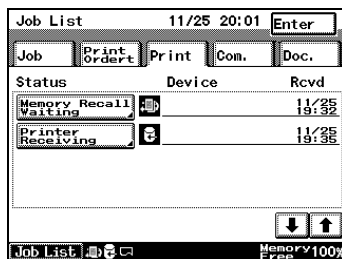 Job List 11/25 20:01 Enter
Job Print Ordert Print Com. Doc.
Status Device Rcvd
Memory Recall Waiting 11/25 19:32
Printer Receiving 11/25 19:35
Job List Memory Free 100%